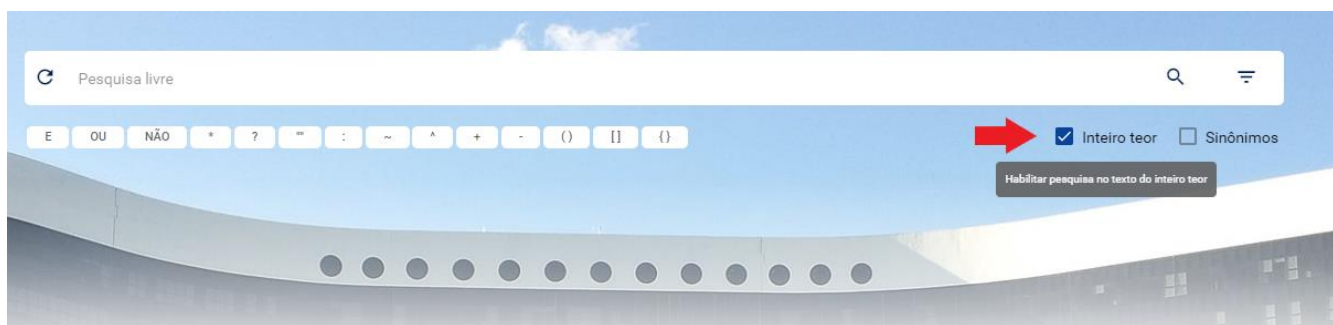 Pesquisa livre
E OU NÃO * ? "" : ~ ^ + - () [] {} Inteiro teor Sinônimos
Habilitar pesquisa no texto do inteiro teor